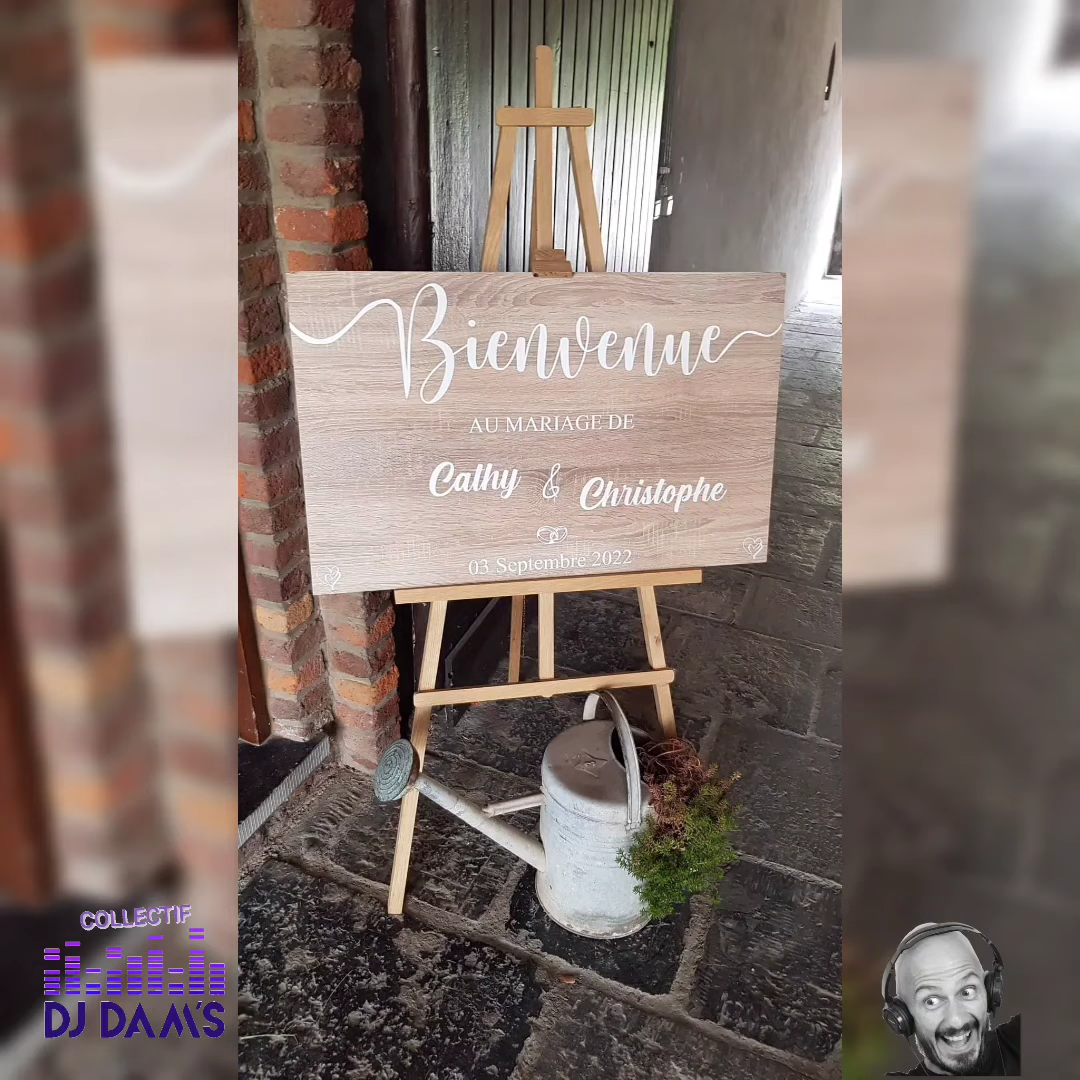 Bienvenue
AU MARIAGE DE
Cathy & Christophe
03 Septembre 2022
COLLECTIF
DJ DAM'S